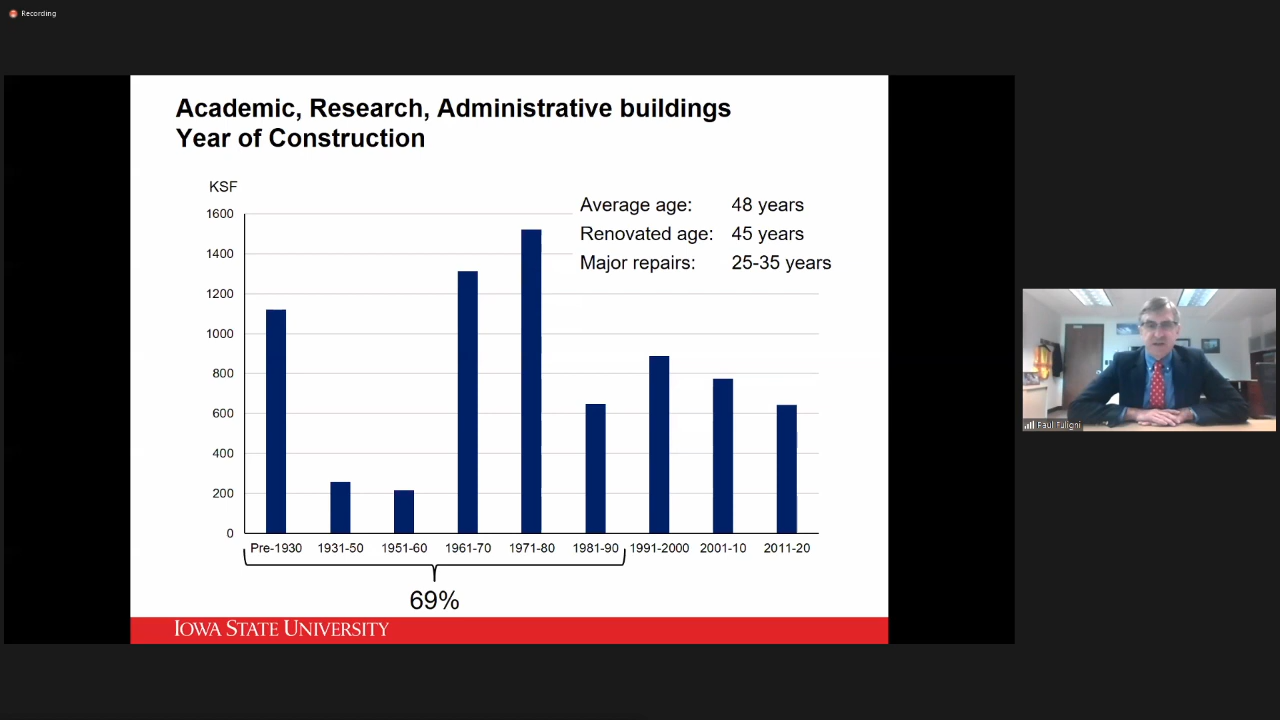 Recording
Academic, Research, Administrative buildings
Year of Construction
KSF
Average age: 48 years
Renovated age: 45 years
Major repairs: 25-35 years
1600
1400
1200
1000
800
600
400
200
0
Pre-1930 1931-50 1951-60 1961-70 1971-80 1981-90 1991-2000 2001-10 2011-20
69%
IOWA STATE UNIVERSITY
Paul Fuligni